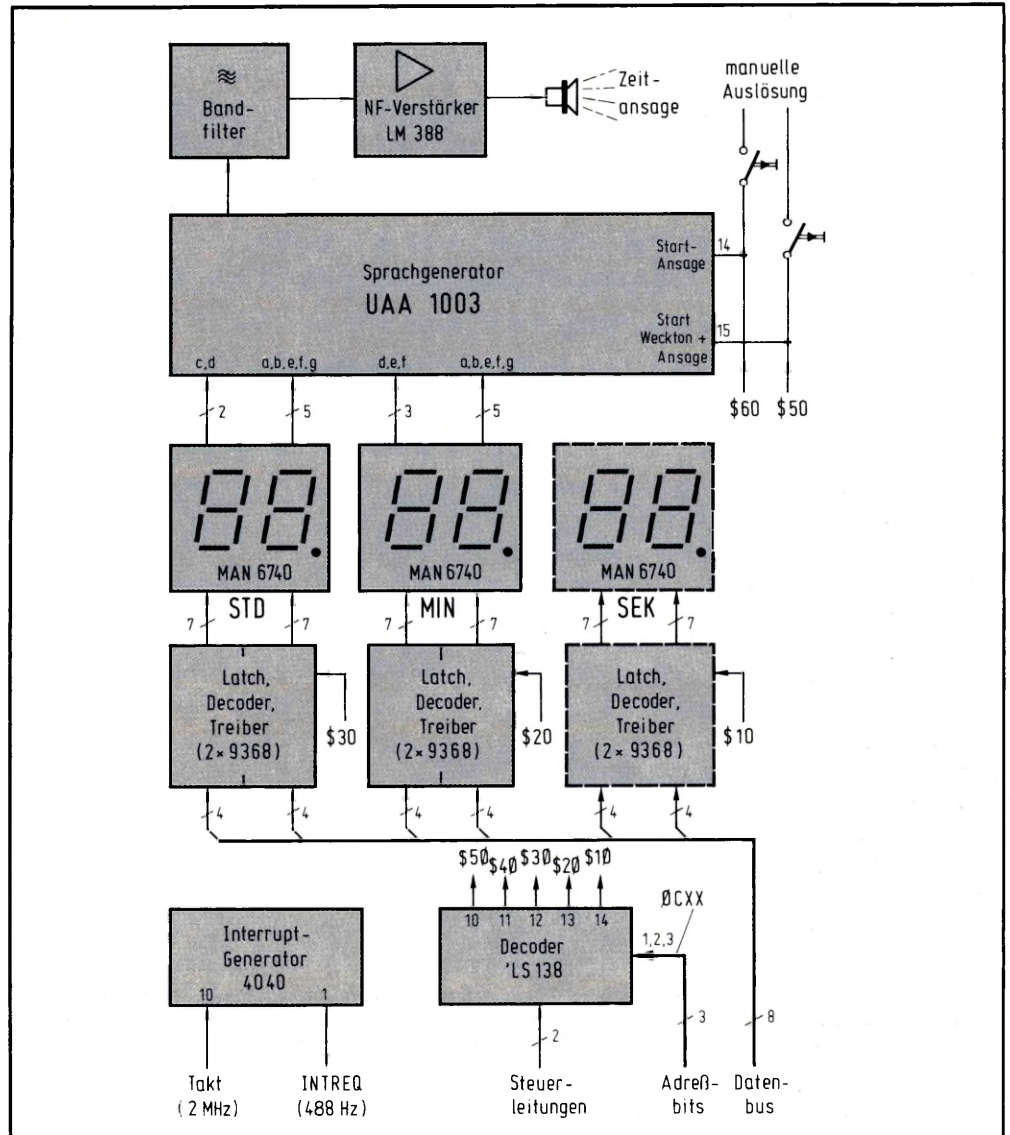 Band-
filter
NF-Verstärker
LM 388
Zeit-
ansage
manuelle
Auslösung
Sprachgenerator
UAA 1003
Start-
Ansage
14
Start
Weckton +
Ansage
15
c,d
a,b,e,f,g
d,e,f
a,b,e,f,g
$60
$50
2
5
3
5
88.
88.
88.
MAN 6740
MAN 6740
MAN 6740
STD
MIN
SEK
7
7
7
7
7
7
Latch,
Decoder,
Treiber
(2×9368)
$30
Latch,
Decoder,
Treiber
(2×9368)
$20
Latch,
Decoder,
Treiber
(2×9368)
$10
4
4
4
4
4
4
$50
$40
$30
$20
$10
ØCXX
10
11
12
13
14
Decoder
'LS 138
1,2,3
Interrupt-
Generator
4040
10
1
2
3
8
Takt
(2 MHz)
INTREQ
(488 Hz)
Steuer-
leitungen
Adreß-
bits
Daten-
bus